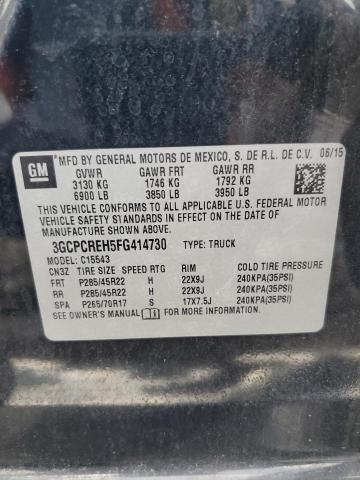 GM MFD BY GENERAL MOTORS DE MEXICO, S. DE R.L. DE C.V. 06/15
GVWR GAWR FRT GAWR RR
3130 KG 1746 KG 1792 KG
6900 LB 3850 LB 3950 LB
THIS VEHICLE CONFORMS TO ALL APPLICABLE U.S. FEDERAL MOTOR
VEHICLE SAFETY STANDARDS IN EFFECT ON THE DATE OF
MANUFACTURE SHOWN ABOVE.
3GCPCREH5FG414730 TYPE: TRUCK
MODEL: C15543
CN3Z TIRE SIZE SPEED RTG RIM COLD TIRE PRESSURE
FRT P285/45R22 H 22X9J 240KPA(35PSI)
RR P285/45R22 H 22X9J 240KPA(35PSI)
SPA P265/70R17 S 17X7.5J 240KPA(35PSI)
SEE OWNER'S MANUAL FOR MORE INFORMATION.